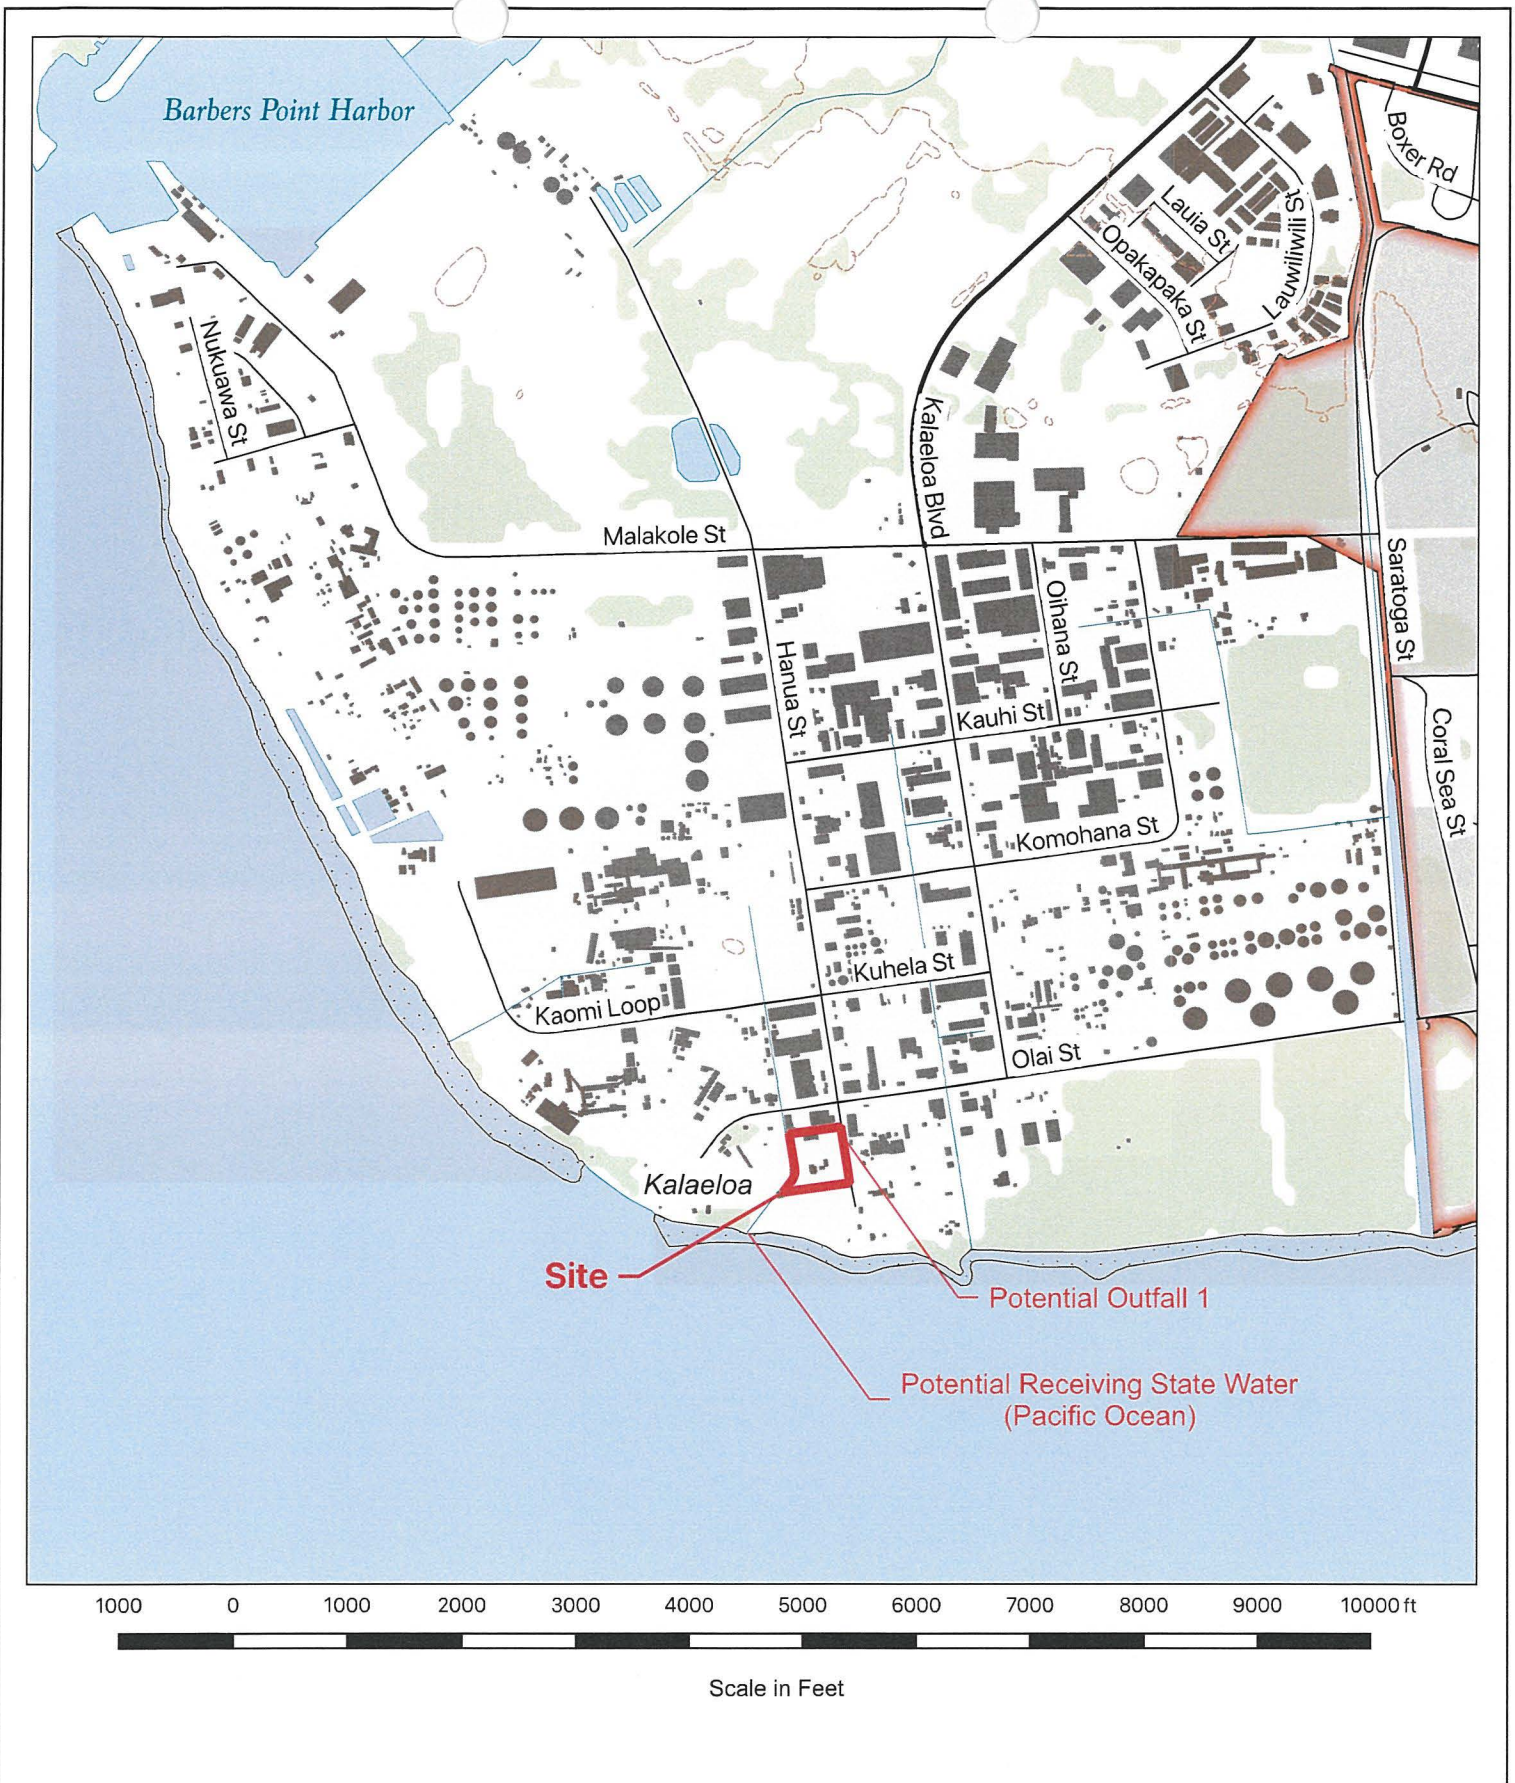 Barbers Point Harbor
Boxer Rd
Lauia St
Lauwiliwili St
Opakapaka St
Nukuawa St
Kalaeloa Blvd
Malakole St
Saratoga St
Oihana St
Hanua St
Kauhi St
Coral Sea St
Komohana St
Kuhela St
Kaomi Loop
Olai St
Kalaeloa
Site
Potential Outfall 1
Potential Receiving State Water
(Pacific Ocean)
1000 0 1000 2000 3000 4000 5000 6000 7000 8000 9000 10000 ft
Scale in Feet